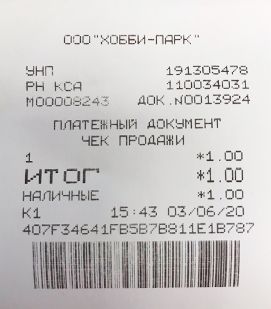 ООО"ХОББИ-ПАРК"
УНП 191305478
РН КСА 110034031
М00008243 ДОК.N0013924
ПЛАТЕЖНЫЙ ДОКУМЕНТ
ЧЕК ПРОДАЖИ
1 *1.00
ИТОГ *1.00
НАЛИЧНЫЕ *1.00
К1 15:43 03/06/20
407F34641FB5B7B811E1B787